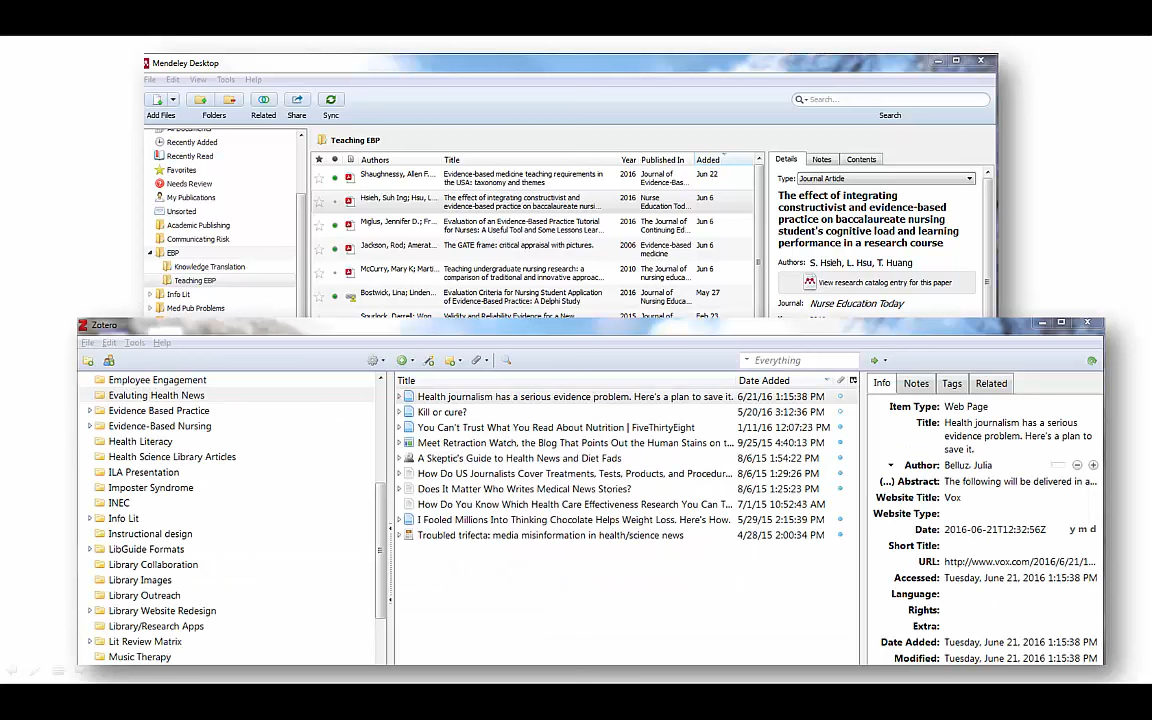 Mendeley Desktop
File Edit View Tools Help
Search...
Add Files Folders Related Share Sync Search
All Documents
Recently Added
Recently Read
Favorites
Needs Review
My Publications
Unsorted
Academic Publishing
Communicating Risk
EBP
Knowledge Translation
Teaching EBP
Info Lit
Med Pub Problems
Teaching EBP
Authors Title Year Published In Added
Shaughnessy, Allen F.... Evidence-based medicine teaching requirements in 2016 Journal of Jun 22
the USA: taxonomy and themes Evidence-Bas...
Hsieh, Suh Ing; Hsu, L... The effect of integrating constructivist and 2016 Nurse Jun 6
evidence-based practice on baccalaureate nursi... Education Tod...
Miglus, Jennifer D.; Fr... Evaluation of an Evidence-Based Practice Tutorial 2016 The Journal of Jun 6
for Nurses: A Useful Tool and Some Lessons Lear... Continuing Ed...
Jackson, Rod; Amerat... The GATE frame: critical appraisal with pictures. 2006 Evidence-based Jun 6
medicine
McCurry, Mary K; Marti... Teaching undergraduate nursing research: a 2010 The Journal of Jun 6
comparison of traditional and innovative approac... nursing educa...
Bostwick, Lina; Linden... Evaluation Criteria for Nursing Student Application 2016 Journal of May 27
of Evidence-Based Practice: A Delphi Study Nursing Educa...
Spurlock, Darrell; Won... Validity and Reliability Evidence for a New 2016 Journal of Feb 23
Details Notes Contents
Type: Journal Article
The effect of integrating
constructivist and evidence-based
practice on baccalaureate nursing
student's cognitive load and learning
performance in a research course
Authors: S. Hsieh, L. Hsu, T. Huang
View research catalog entry for this paper
Journal: Nurse Education Today
Zotero
File Edit Tools Help
Everything
Employee Engagement
Evaluting Health News
Evidence Based Practice
Evidence-Based Nursing
Health Literacy
Health Science Library Articles
ILA Presentation
Imposter Syndrome
INEC
Info Lit
Instructional design
LibGuide Formats
Library Collaboration
Library Images
Library Outreach
Library Website Redesign
Library/Research Apps
Lit Review Matrix
Music Therapy
Title Date Added
Health journalism has a serious evidence problem. Here's a plan to save it. 6/21/16 1:15:38 PM
Kill or cure? 5/20/16 3:12:36 PM
You Can't Trust What You Read About Nutrition | FiveThirtyEight 1/11/16 12:07:23 PM
Meet Retraction Watch, the Blog That Points Out the Human Stains on t... 9/25/15 4:40:13 PM
A Skeptic's Guide to Health News and Diet Fads 8/6/15 1:54:22 PM
How Do US Journalists Cover Treatments, Tests, Products, and Procedur... 8/6/15 1:29:26 PM
Does It Matter Who Writes Medical News Stories? 8/6/15 1:25:23 PM
How Do You Know Which Health Care Effectiveness Research You Can T... 7/1/15 10:52:43 AM
I Fooled Millions Into Thinking Chocolate Helps Weight Loss. Here's How. 5/29/15 2:15:39 PM
Troubled trifecta: media misinformation in health/science news 4/28/15 2:00:34 PM
Info Notes Tags Related
Item Type: Web Page
Title: Health journalism has a serious
evidence problem. Here's a plan to
save it.
Author: Belluz, Julia
(...) Abstract: The following will be delivered in a...
Website Title: Vox
Website Type:
Date: 2016-06-21T12:32:56Z y m d
Short Title:
URL: http://www.vox.com/2016/6/21/1...
Accessed: Tuesday, June 21, 2016 1:15:38 PM
Language:
Rights:
Extra:
Date Added: Tuesday, June 21, 2016 1:15:38 PM
Modified: Tuesday, June 21, 2016 1:15:38 PM